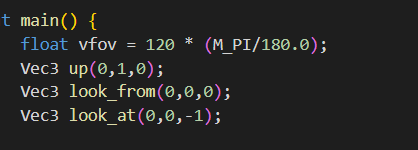 t main() {
float vfov = 120 * (M_PI/180.0);
Vec3 up(0,1,0);
Vec3 look_from(0,0,0);
Vec3 look_at(0,0,-1);